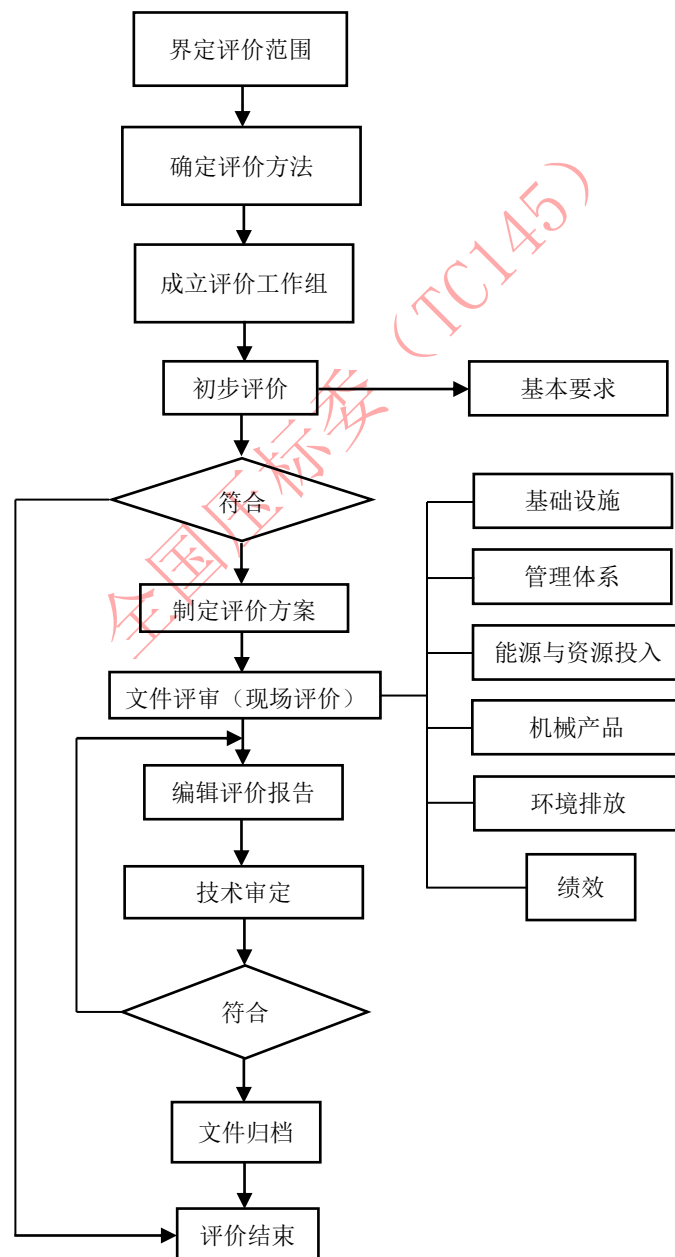 界定评价范围
确定评价方法
成立评价工作组
初步评价
基本要求
符合
基础设施
管理体系
制定评价方案
能源与资源投入
文件评审（现场评价）
机械产品
编辑评价报告
环境排放
技术审定
绩效
符合
文件归档
评价结束
全国压标委（TC145）